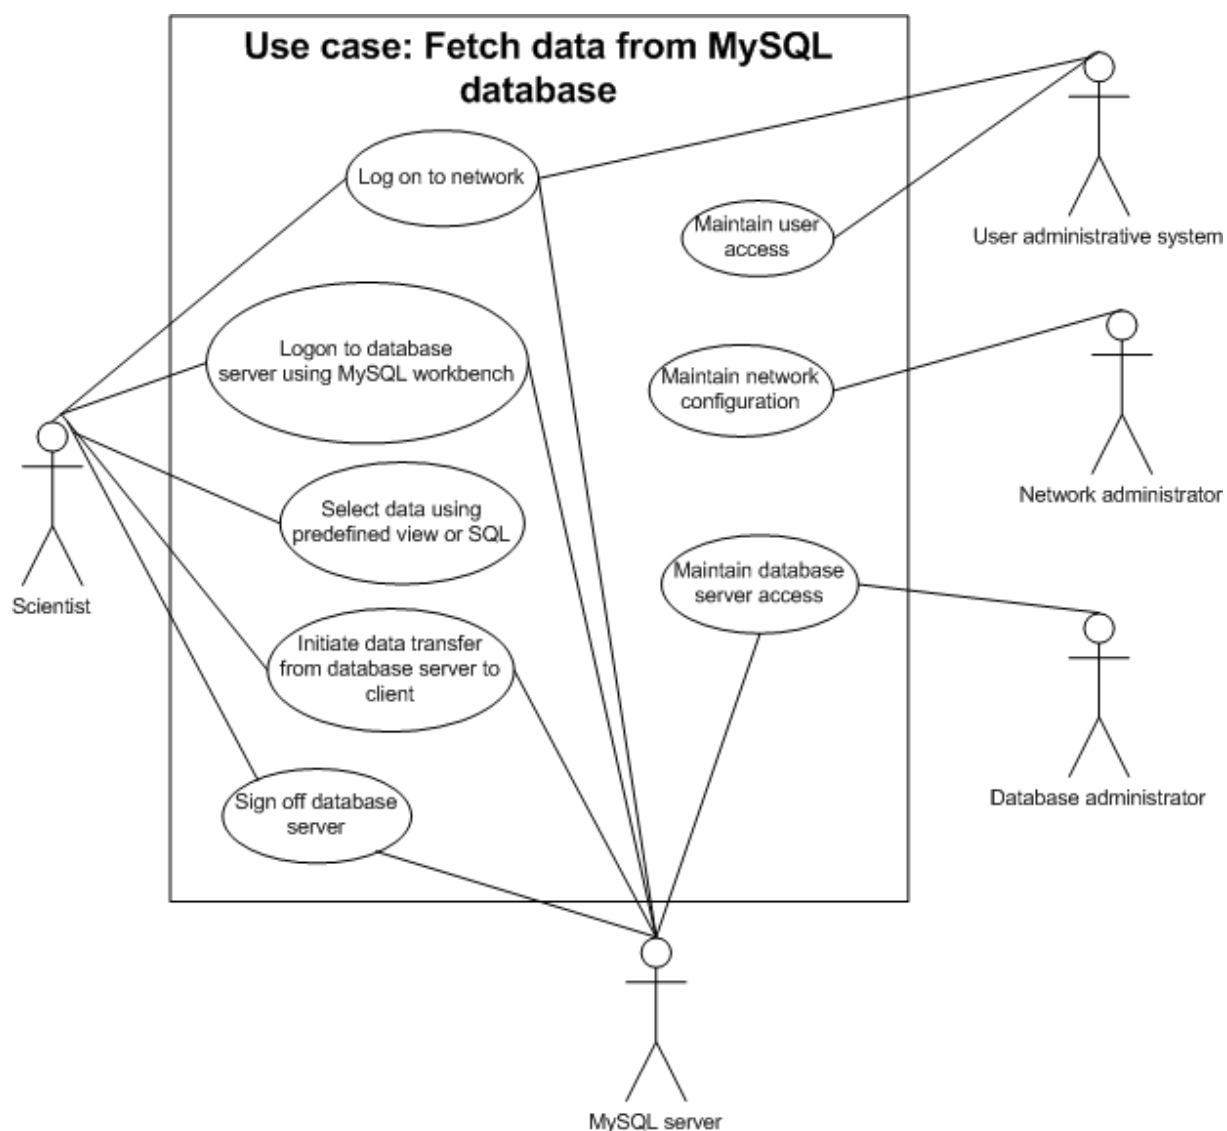 Use case: Fetch data from MySQL
database
Log on to network
Maintain user
access
User administrative system
Logon to database
server using MySQL workbench
Maintain network
configuration
Network administrator
Select data using
predefined view or SQL
Scientist
Maintain database
server access
Initiate data transfer
from database server to
client
Database administrator
Sign off database
server
MySQL server